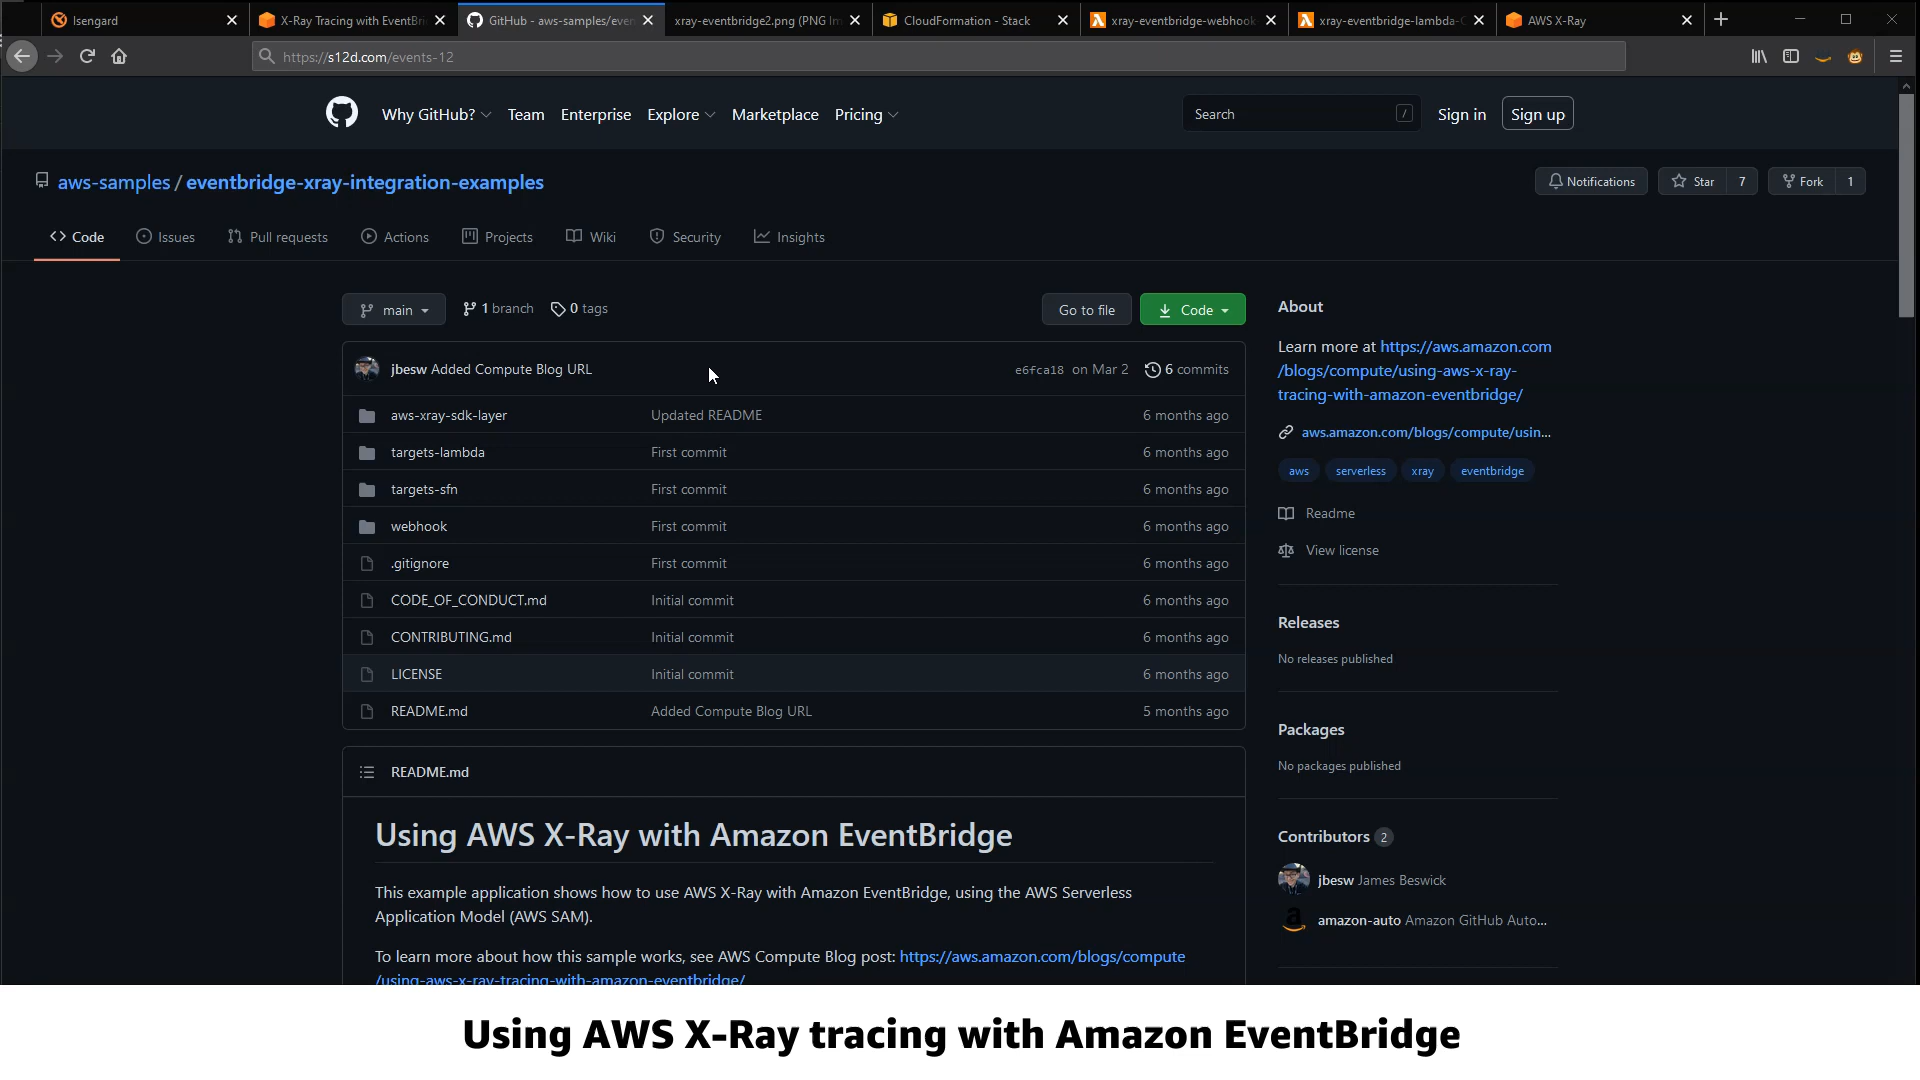 Isengard
X-Ray Tracing with EventBri
GitHub - aws-samples/even
xray-eventbridge2.png (PNG Im
CloudFormation - Stack
xray-eventbridge-webhook
xray-eventbridge-lambda-C
AWS X-Ray
https://s12d.com/events-12
Why GitHub?
Team
Enterprise
Explore
Marketplace
Pricing
Search
/
Sign in
Sign up
aws-samples / eventbridge-xray-integration-examples
Notifications
Star
7
Fork
1
Code
Issues
Pull requests
Actions
Projects
Wiki
Security
Insights
main
1 branch
0 tags
Go to file
Code
jbesw Added Compute Blog URL
e6fca18 on Mar 2
6 commits
aws-xray-sdk-layer Updated README 6 months ago
targets-lambda First commit 6 months ago
targets-sfn First commit 6 months ago
webhook First commit 6 months ago
.gitignore First commit 6 months ago
CODE_OF_CONDUCT.md Initial commit 6 months ago
CONTRIBUTING.md Initial commit 6 months ago
LICENSE Initial commit 6 months ago
README.md Added Compute Blog URL 5 months ago
README.md
Using AWS X-Ray with Amazon EventBridge
This example application shows how to use AWS X-Ray with Amazon EventBridge, using the AWS Serverless
Application Model (AWS SAM).
To learn more about how this sample works, see AWS Compute Blog post: https://aws.amazon.com/blogs/compute
/using-aws-x-ray-tracing-with-amazon-eventbridge/
About
Learn more at https://aws.amazon.com
/blogs/compute/using-aws-x-ray-
tracing-with-amazon-eventbridge/
aws.amazon.com/blogs/compute/usin...
aws
serverless
xray
eventbridge
Readme
View license
Releases
No releases published
Packages
No packages published
Contributors 2
jbesw James Beswick
amazon-auto Amazon GitHub Auto...
Using AWS X-Ray tracing with Amazon EventBridge